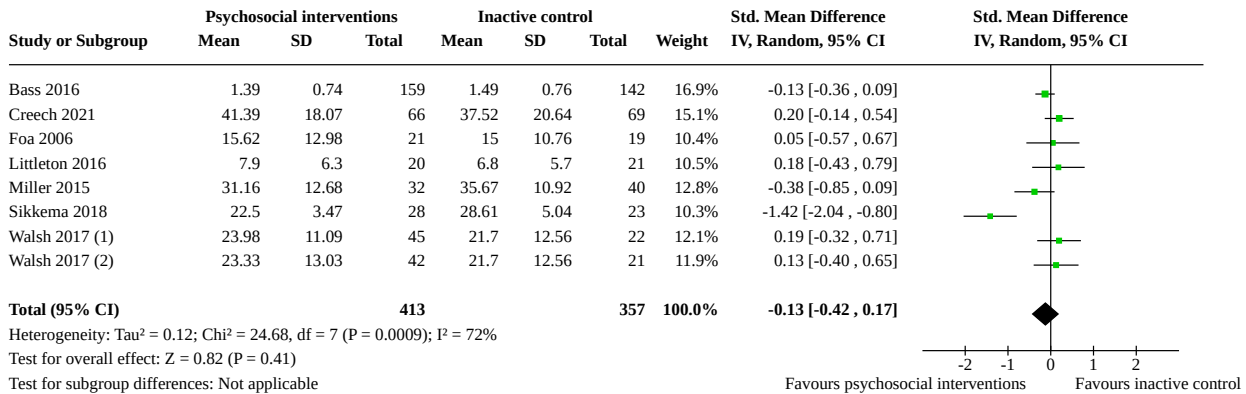 Psychosocial interventions Inactive control Std. Mean Difference Std. Mean Difference
Study or Subgroup Mean SD Total Mean SD Total Weight IV, Random, 95% CI IV, Random, 95% CI
Bass 2016 1.39 0.74 159 1.49 0.76 142 16.9% -0.13 [-0.36 , 0.09]
Creech 2021 41.39 18.07 66 37.52 20.64 69 15.1% 0.20 [-0.14 , 0.54]
Foa 2006 15.62 12.98 21 15 10.76 19 10.4% 0.05 [-0.57 , 0.67]
Littleton 2016 7.9 6.3 20 6.8 5.7 21 10.5% 0.18 [-0.43 , 0.79]
Miller 2015 31.16 12.68 32 35.67 10.92 40 12.8% -0.38 [-0.85 , 0.09]
Sikkema 2018 22.5 3.47 28 28.61 5.04 23 10.3% -1.42 [-2.04 , -0.80]
Walsh 2017 (1) 23.98 11.09 45 21.7 12.56 22 12.1% 0.19 [-0.32 , 0.71]
Walsh 2017 (2) 23.33 13.03 42 21.7 12.56 21 11.9% 0.13 [-0.40 , 0.65]
Total (95% CI) 413 357 100.0% -0.13 [-0.42 , 0.17]
Heterogeneity: Tau² = 0.12; Chi² = 24.68, df = 7 (P = 0.0009); I² = 72%
Test for overall effect: Z = 0.82 (P = 0.41)
-2 -1 0 1 2
Test for subgroup differences: Not applicable Favours psychosocial interventions Favours inactive control